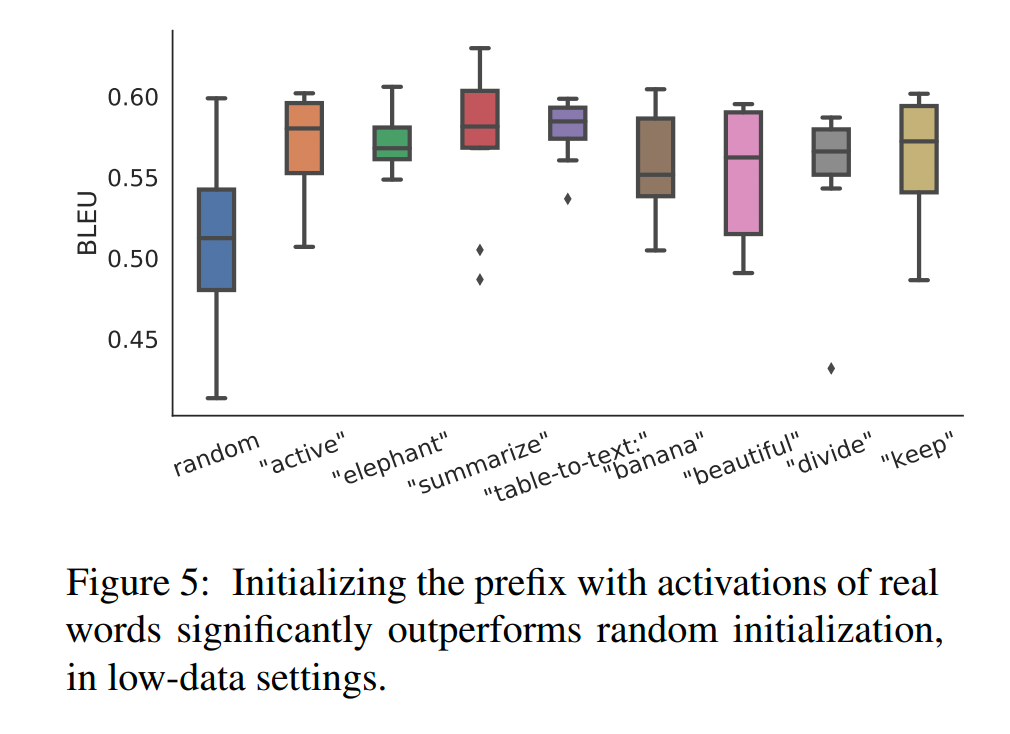 0.60
0.55
0.50
0.45
BLEU
random
"active"
"elephant"
"summarize"
"table-to-text:"
"banana"
"beautiful"
"divide"
"keep"
Figure 5: Initializing the prefix with activations of real
words significantly outperforms random initialization,
in low-data settings.